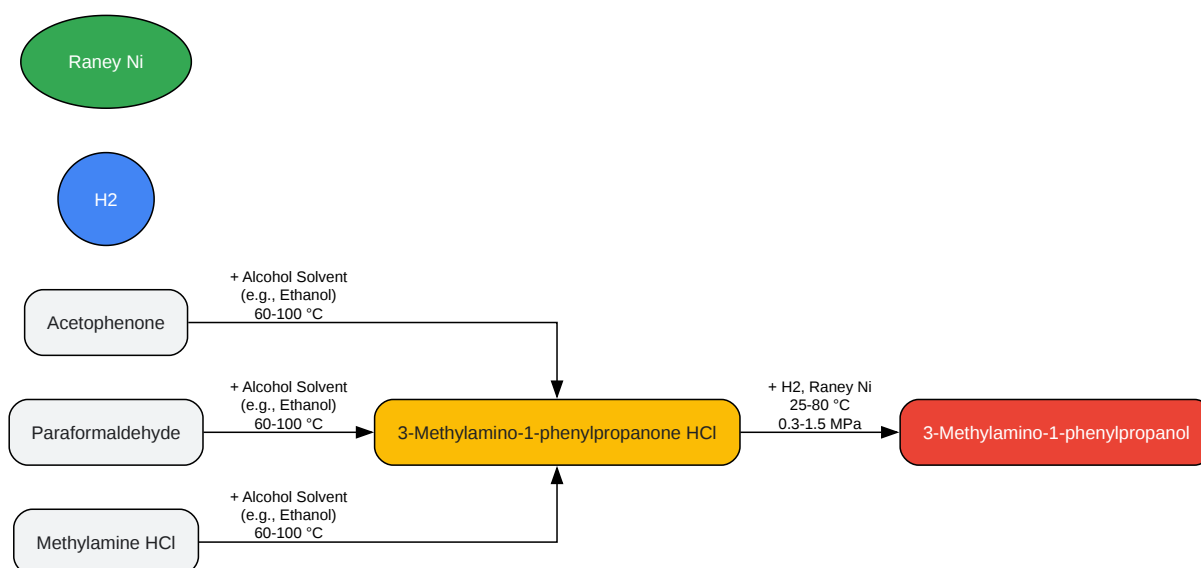 Raney Ni
H2
+ Alcohol Solvent
(e.g., Ethanol)
60-100 °C
Acetophenone
+ Alcohol Solvent
(e.g., Ethanol)
60-100 °C
+ H2, Raney Ni
25-80 °C
0.3-1.5 MPa
Paraformaldehyde
3-Methylamino-1-phenylpropanone HCl
3-Methylamino-1-phenylpropanol
+ Alcohol Solvent
(e.g., Ethanol)
60-100 °C
Methylamine HCl